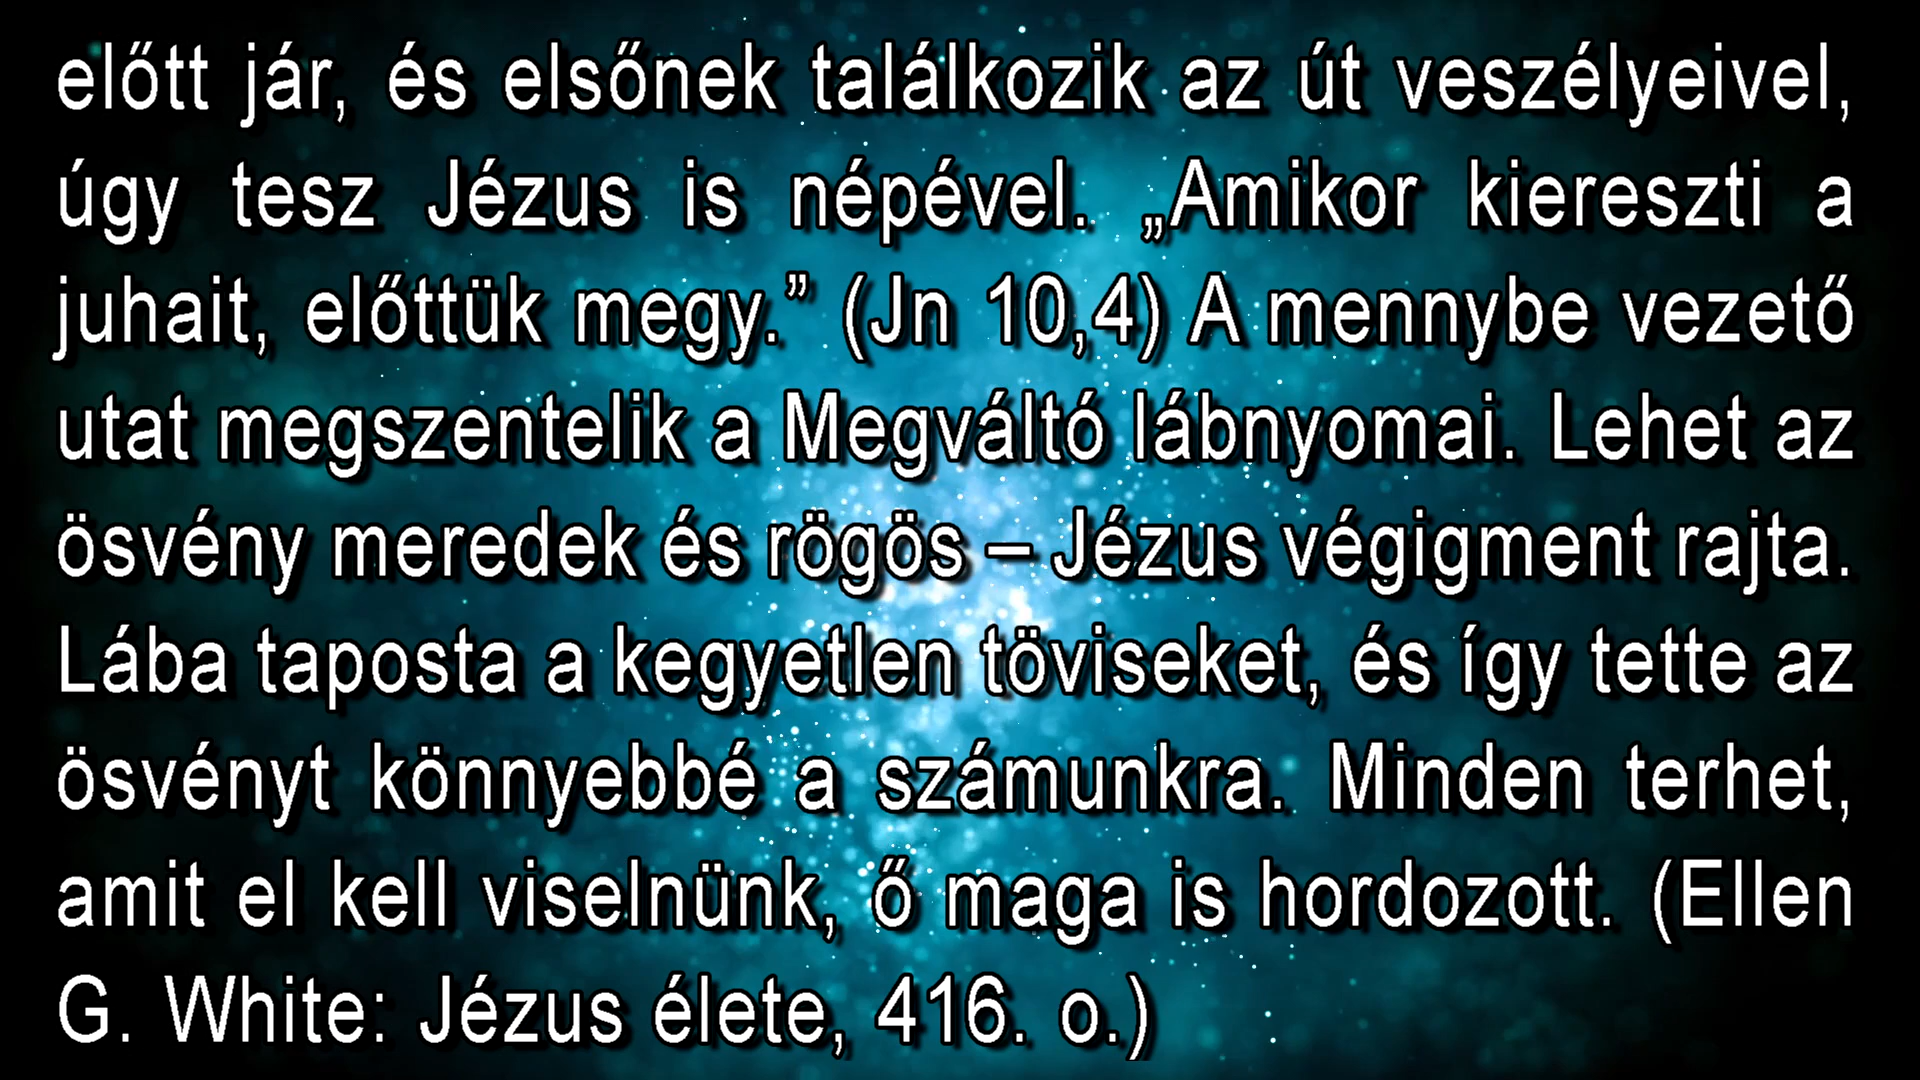 előtt jár, és elsőnek találkozik az út veszélyeivel,
úgy tesz Jézus is népével. „Amikor kiereszti a
juhait, előttük megy.” (Jn 10,4) A mennybe vezető
utat megszentelik a Megváltó lábnyomai. Lehet az
ösvény meredek és rögös – Jézus végigment rajta.
Lába taposta a kegyetlen töviseket, és így tette az
ösvényt könnyebbé a számunkra. Minden terhet,
amit el kell viselnünk, ő maga is hordozott. (Ellen
G. White: Jézus élete, 416. o.)